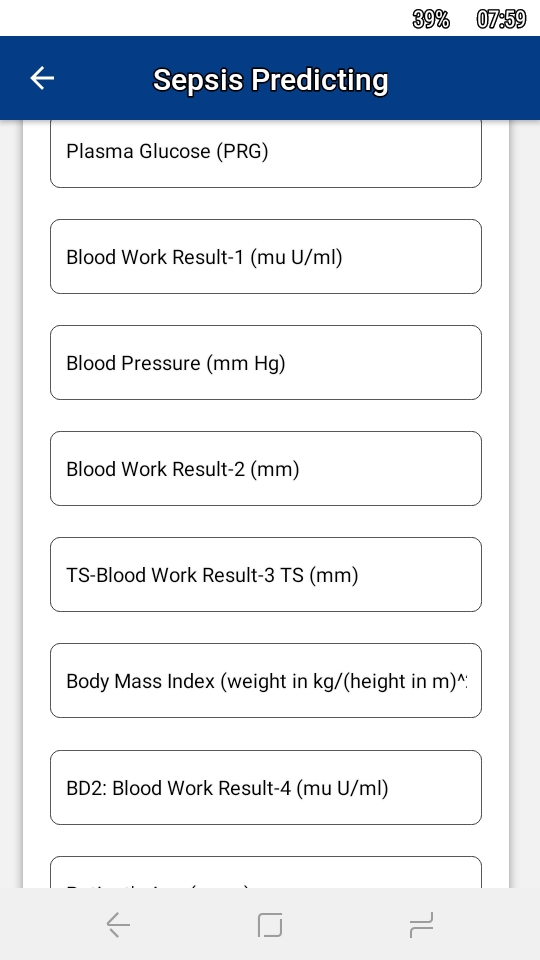 39% 07:59
Sepsis Predicting
Plasma Glucose (PRG)
Blood Work Result-1 (mu U/ml)
Blood Pressure (mm Hg)
Blood Work Result-2 (mm)
TS-Blood Work Result-3 TS (mm)
Body Mass Index (weight in kg/(height in m)^
BD2: Blood Work Result-4 (mu U/ml)